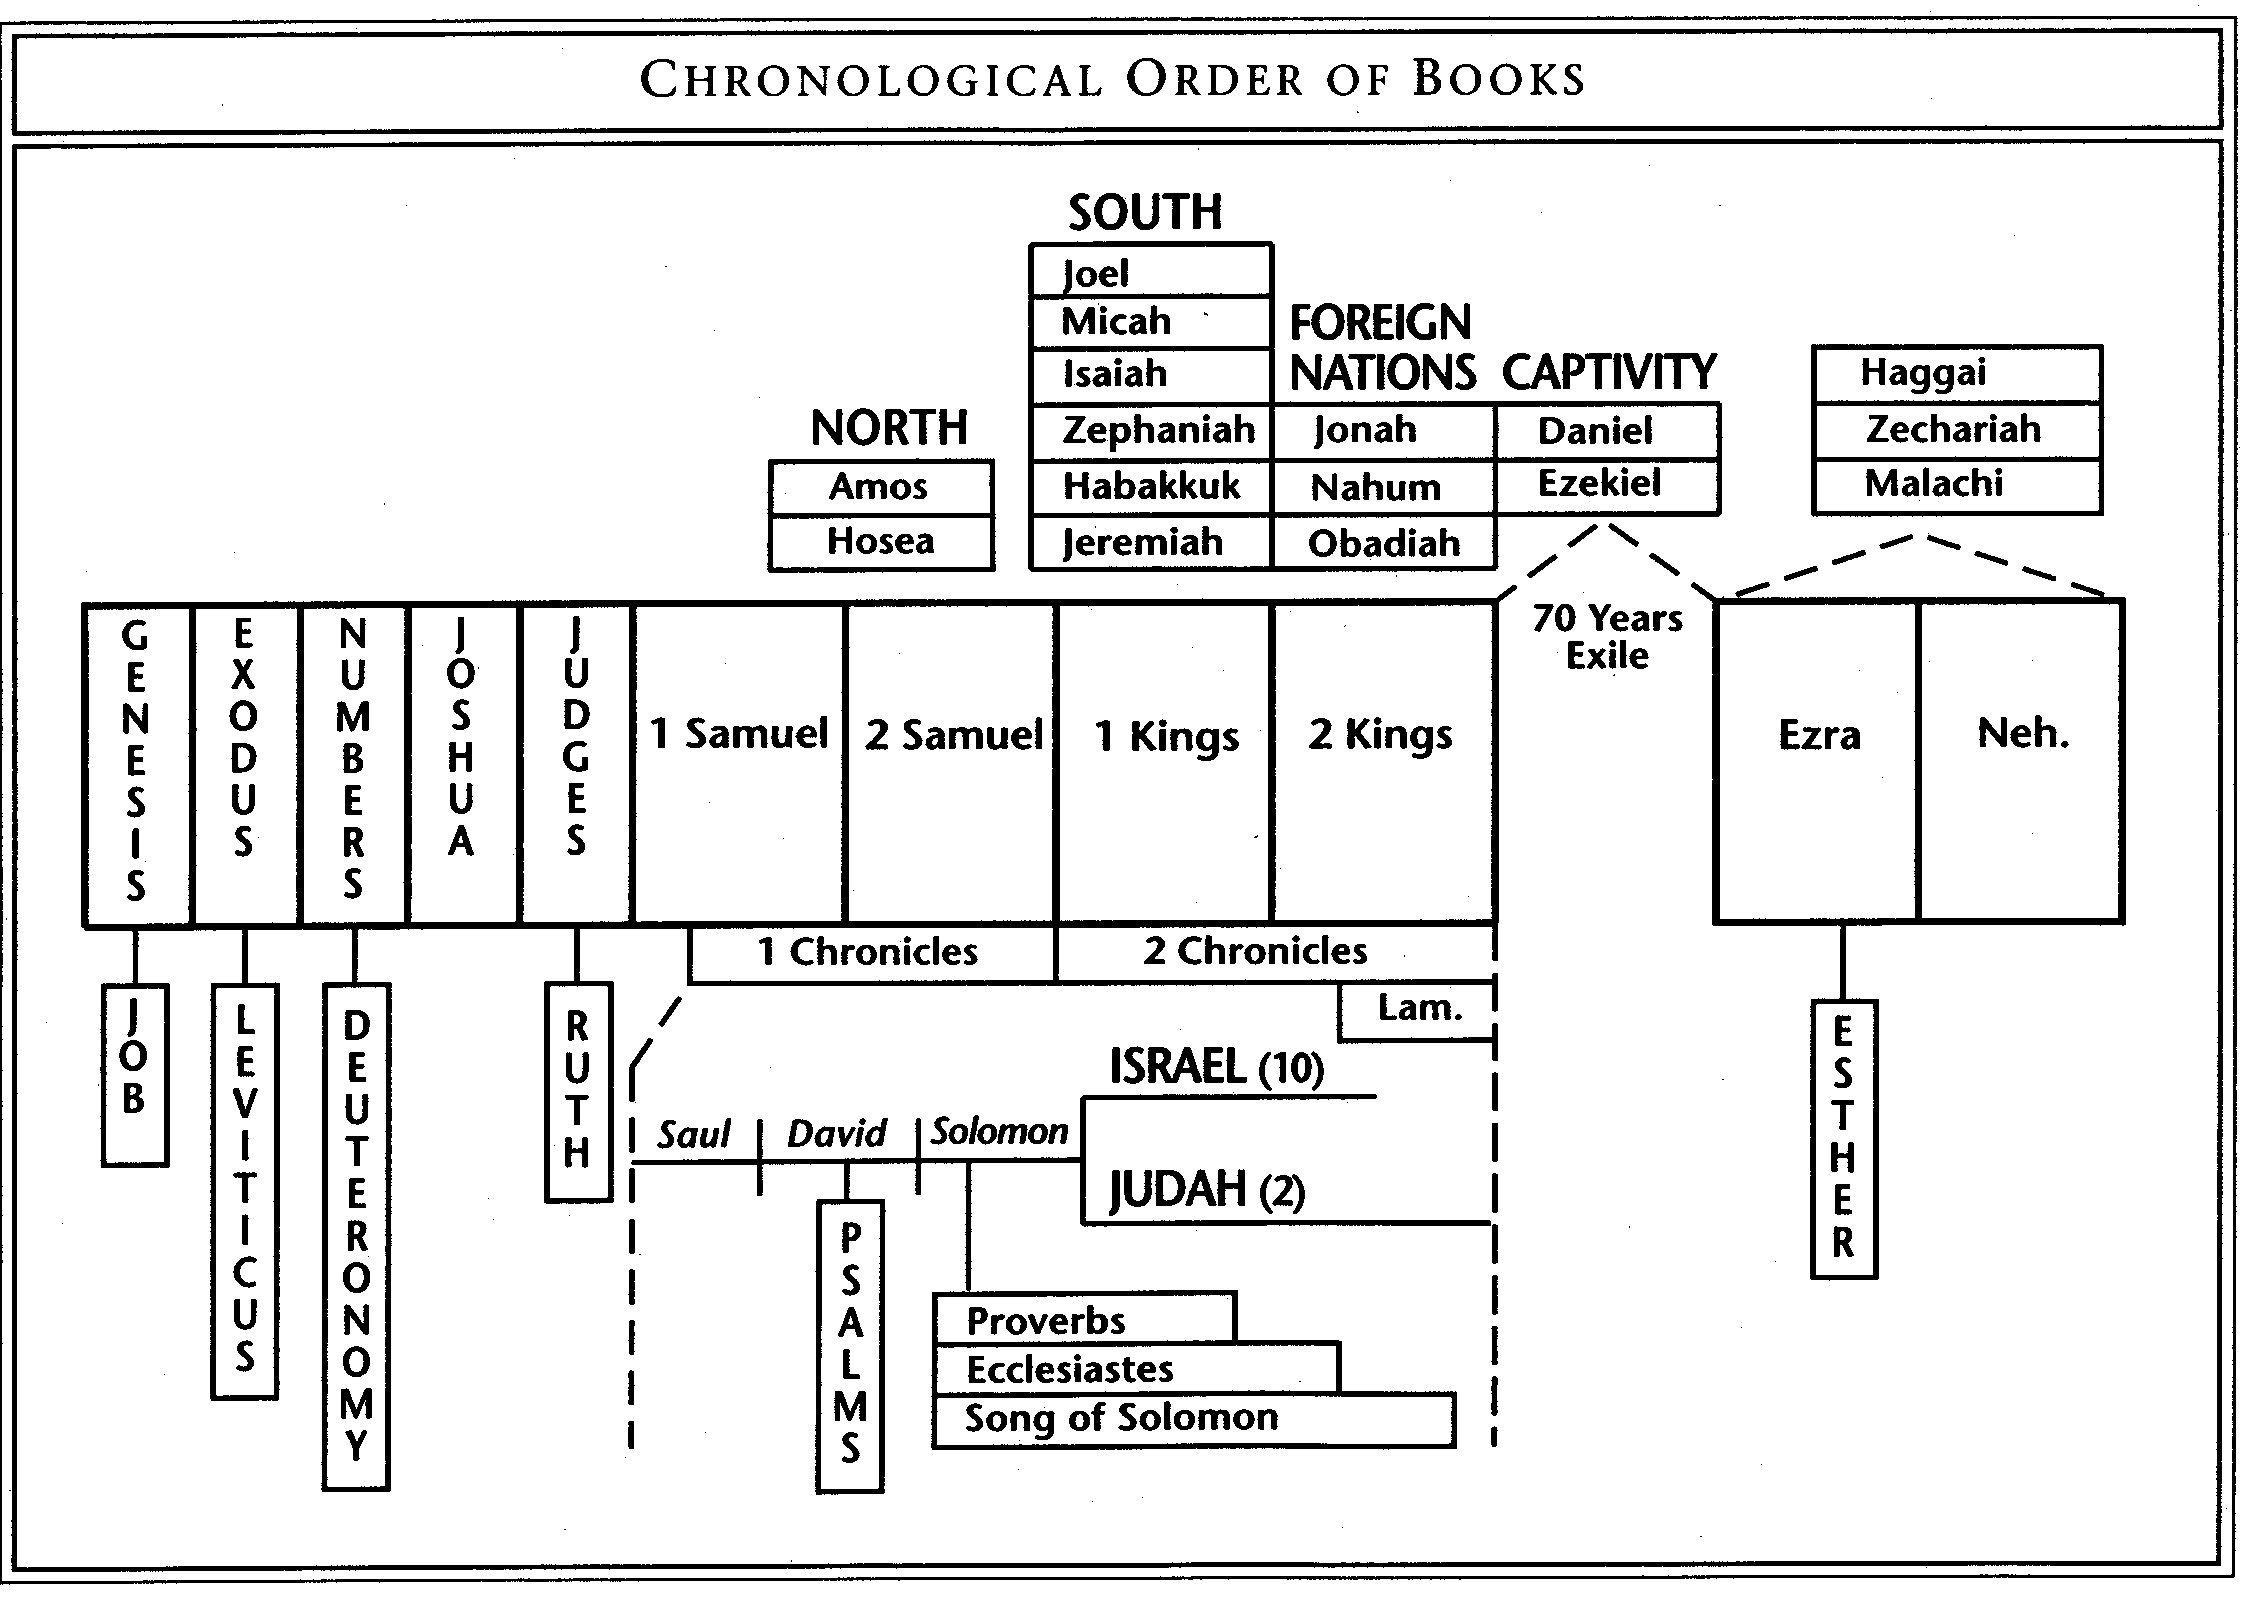 CHRONOLOGICAL ORDER OF BOOKS
SOUTH
Joel
Micah
Isaiah
Zephaniah
Habakkuk
Jeremiah
FOREIGN
NATIONS
Jonah
Nahum
Obadiah
CAPTIVITY
Daniel
Ezekiel
Haggai
Zechariah
Malachi
NORTH
Amos
Hosea
GENESIS
EXODUS
NUMBERS
JOSHUA
JUDGES
1 Samuel
2 Samuel
1 Kings
2 Kings
70 Years
Exile
Ezra
Neh.
1 Chronicles
2 Chronicles
Lam.
JOB
LEVITICUS
DEUTERONOMY
RUTH
Saul
David
Solomon
ISRAEL (10)
JUDAH (2)
PSALMS
Proverbs
Ecclesiastes
Song of Solomon
ESTHER